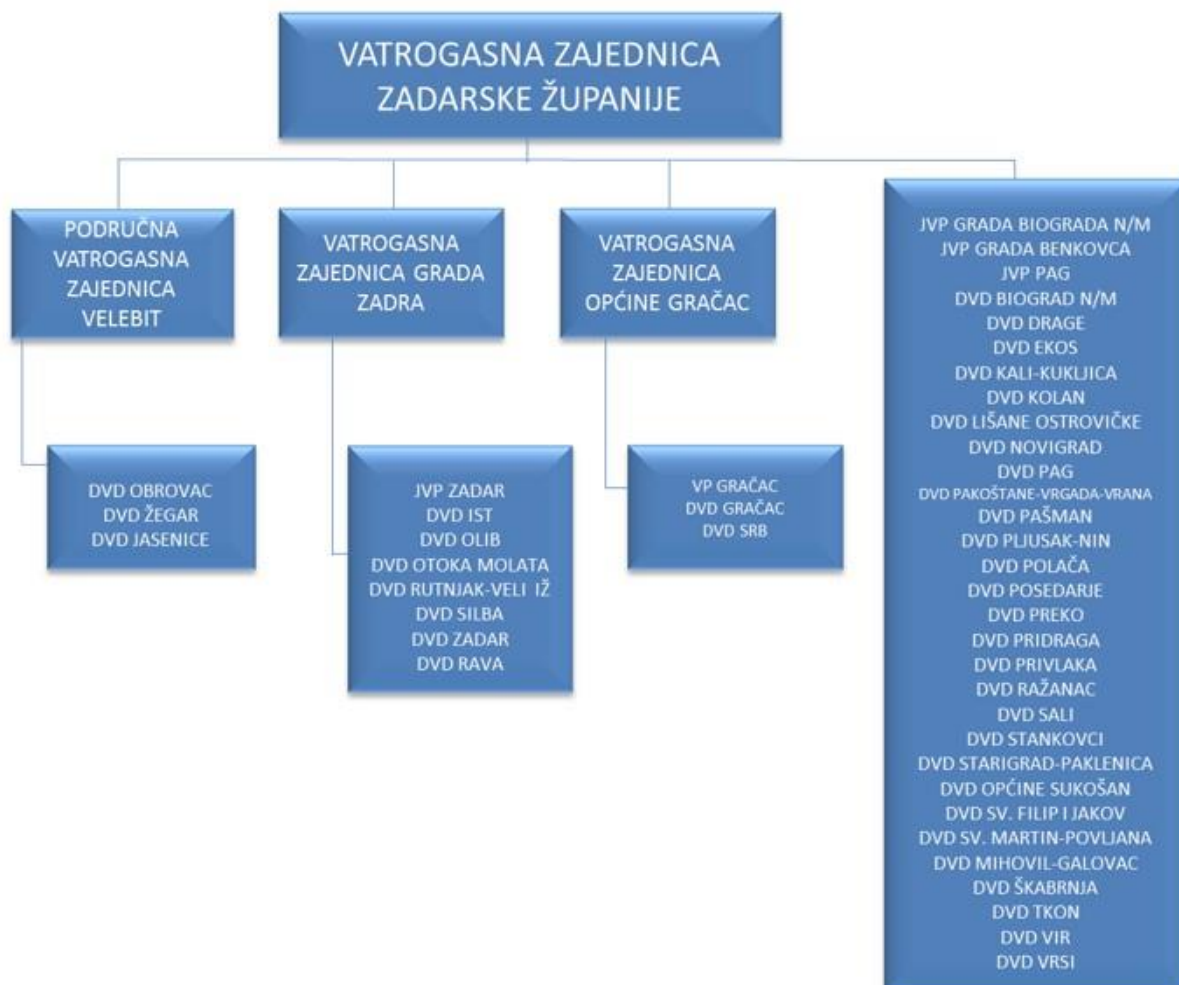 VATROGASNA ZAJEDNICA
ZADARSKE ŽUPANIJE
PODRUČNA
VATROGASNA
ZAJEDNICA
VELEBIT
VATROGASNA
ZAJEDNICA GRADA
ZADRA
VATROGASNA
ZAJEDNICA
OPĆINE GRAČAC
DVD OBROVAC
DVD ŽEGAR
DVD JASENICE
JVP ZADAR
DVD IST
DVD OLIB
DVD OTOKA MOLATA
DVD RUTNJAK-VELI IŽ
DVD SILBA
DVD ZADAR
DVD RAVA
VP GRAČAC
DVD GRAČAC
DVD SRB
JVP GRADA BIOGRADA N/M
JVP GRADA BENKOVCA
JVP PAG
DVD BIOGRAD N/M
DVD DRAGE
DVD EKOS
DVD KALI-KUKLJICA
DVD KOLAN
DVD LIŠANE OSTROVIČKE
DVD NOVIGRAD
DVD PAG
DVD PAKOŠTANE-VRGADA-VRANA
DVD PAŠMAN
DVD PLJUSAK-NIN
DVD POLAČA
DVD POSEDARJE
DVD PREKO
DVD PRIDRAGA
DVD PRIVLAKA
DVD RAŽANAC
DVD SALI
DVD STANKOVCI
DVD STARIGRAD-PAKLENICA
DVD OPĆINE SUKOŠAN
DVD SV. FILIP I JAKOV
DVD SV. MARTIN-POVLJANA
DVD MIHOVIL-GALOVAC
DVD ŠKABRNJA
DVD TKON
DVD VIR
DVD VRSI